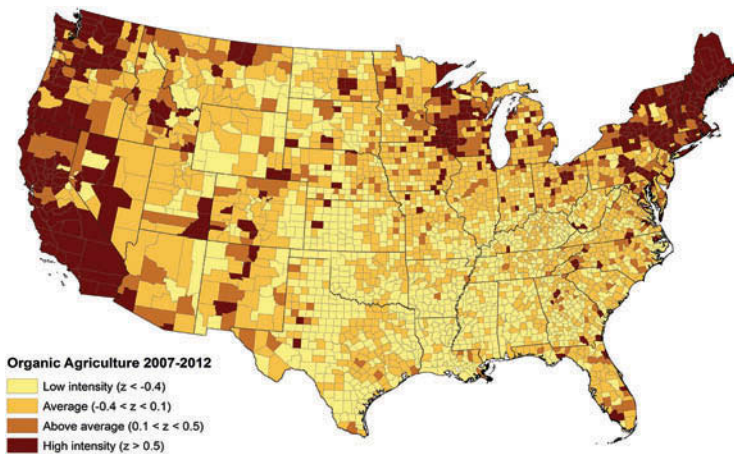 Organic Agriculture 2007-2012
Low intensity (z < -0.4)
Average (-0.4 < z < 0.1)
Above average (0.1 < z < 0.5)
High intensity (z > 0.5)